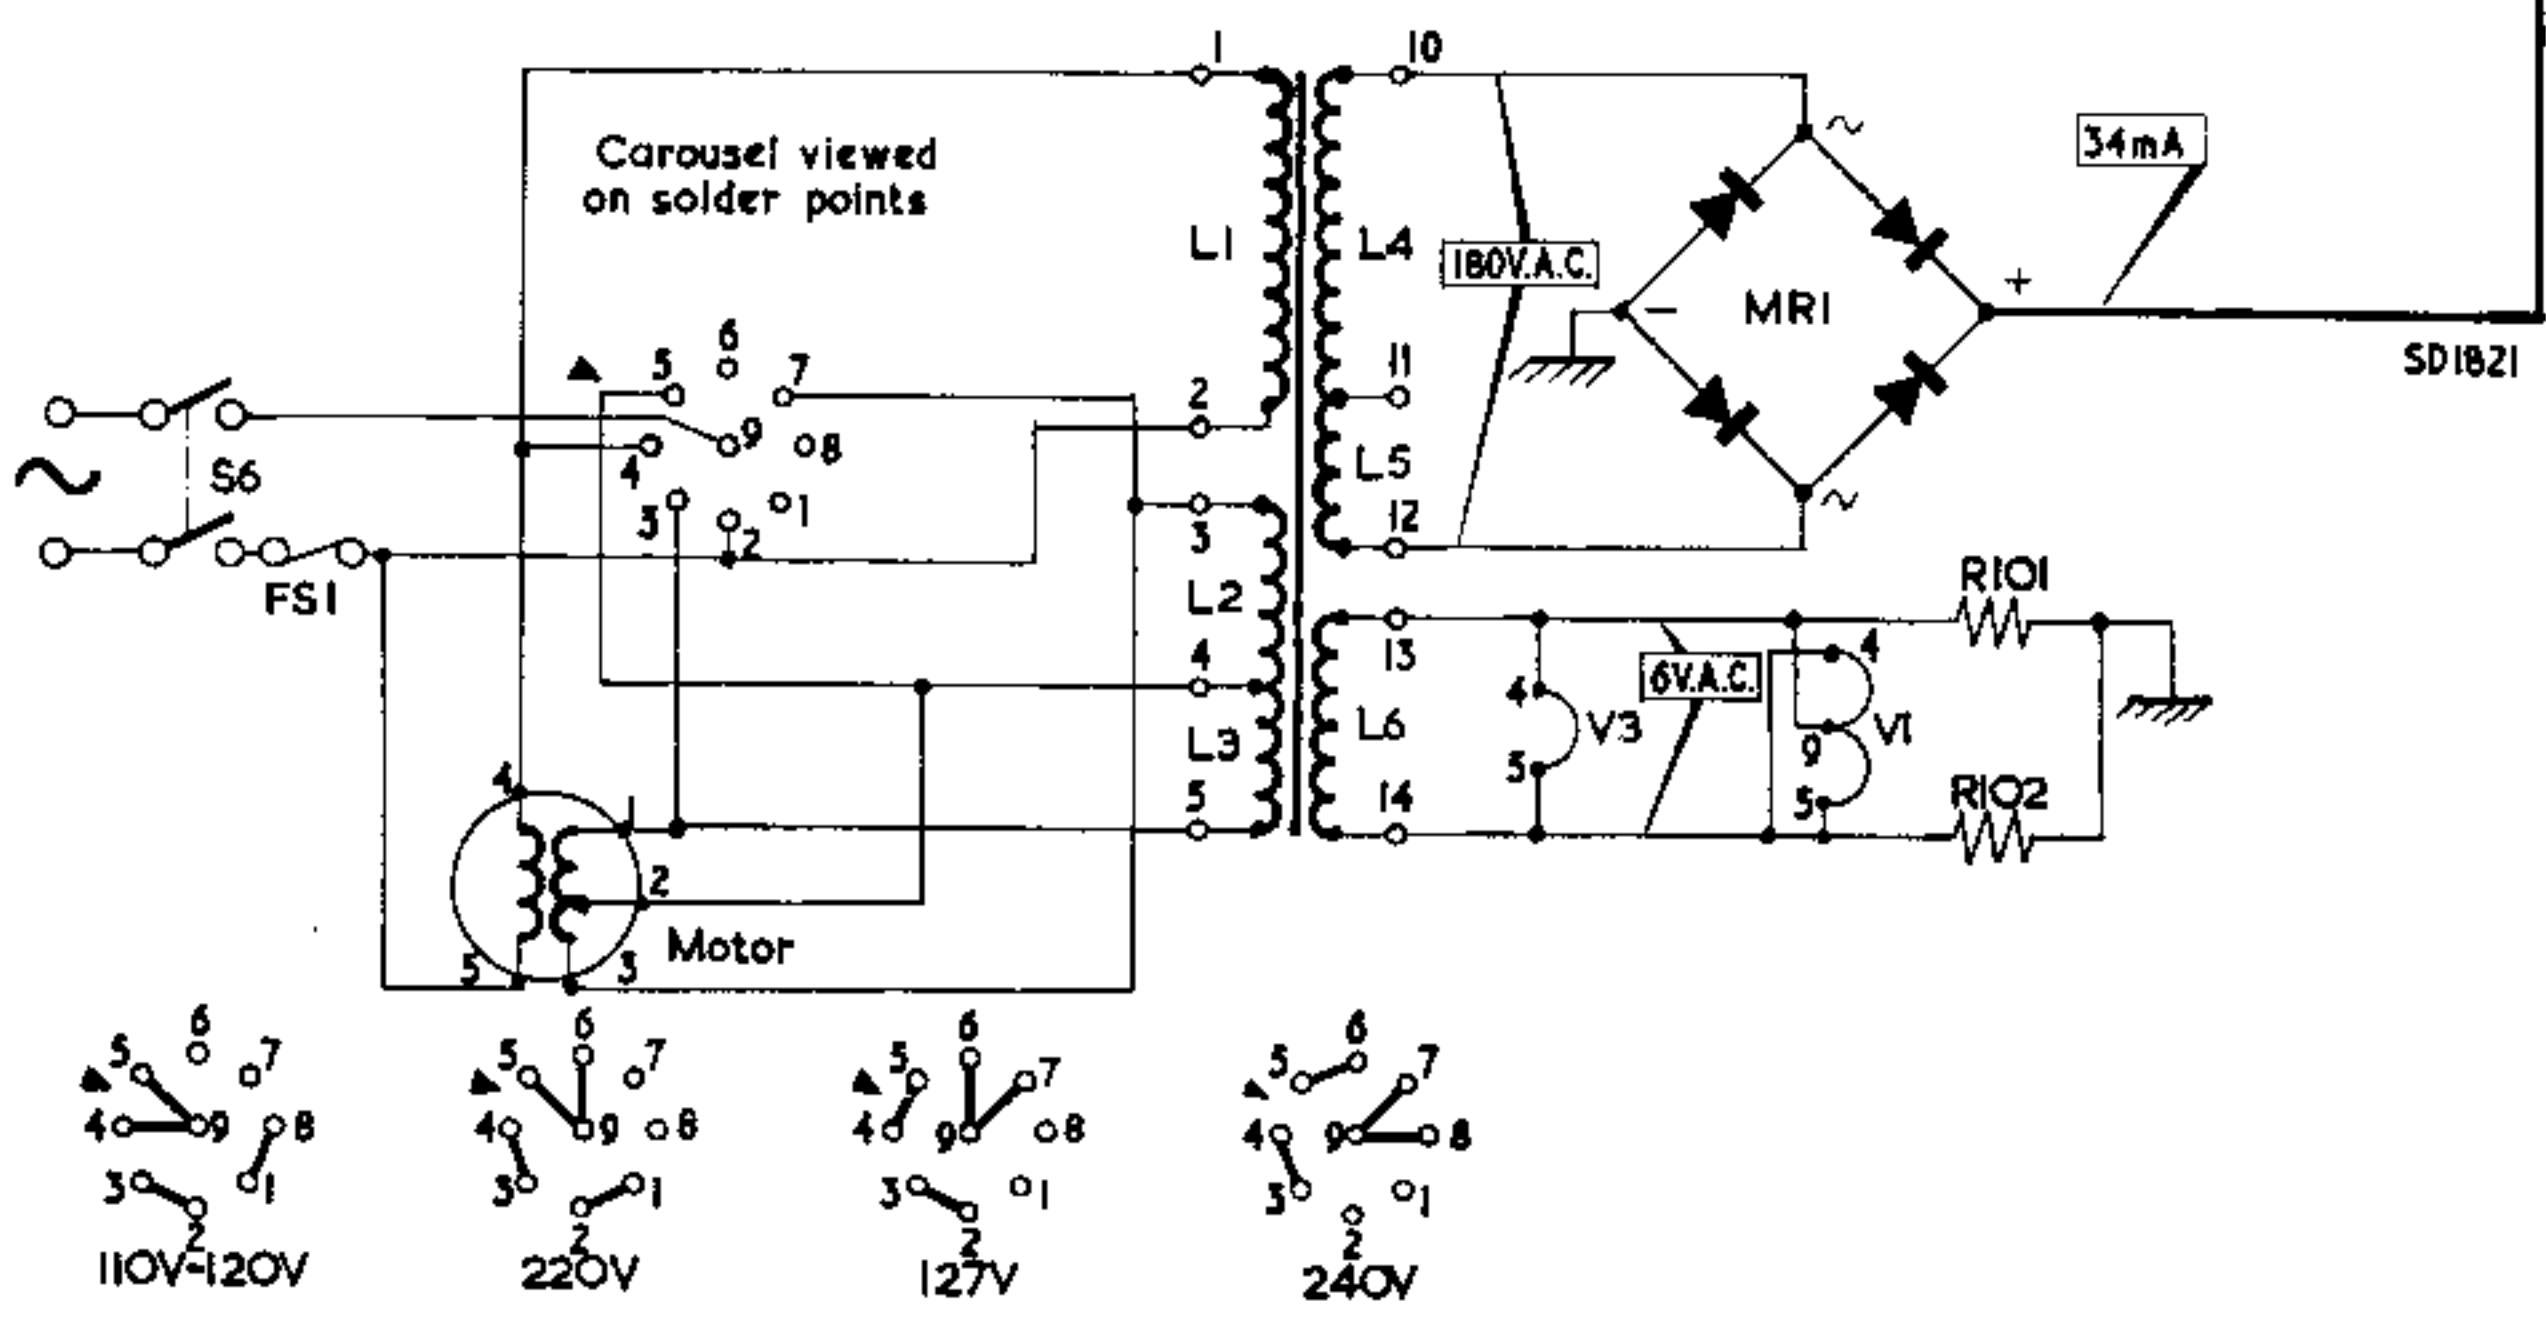 1
10
Carousel viewed
on solder points
34mA
~
L1
L4
180V.A.C.
+
−
MR1
SD1821
6
5
7
11
2
9
8
4
L5
S6
~
3
1
2
3
12
~
FS1
R101
L2
4
13
4
6V.A.C.
4
V3
9
V1
L3
L6
5
5
R102
5
14
4
1
2
Motor
5
3
6
5
7
4
9
8
3
1
2
110V-120V
6
5
7
4
9
8
3
1
2
220V
6
5
7
4
9
8
3
1
2
127V
6
5
7
4
9
8
3
1
2
240V